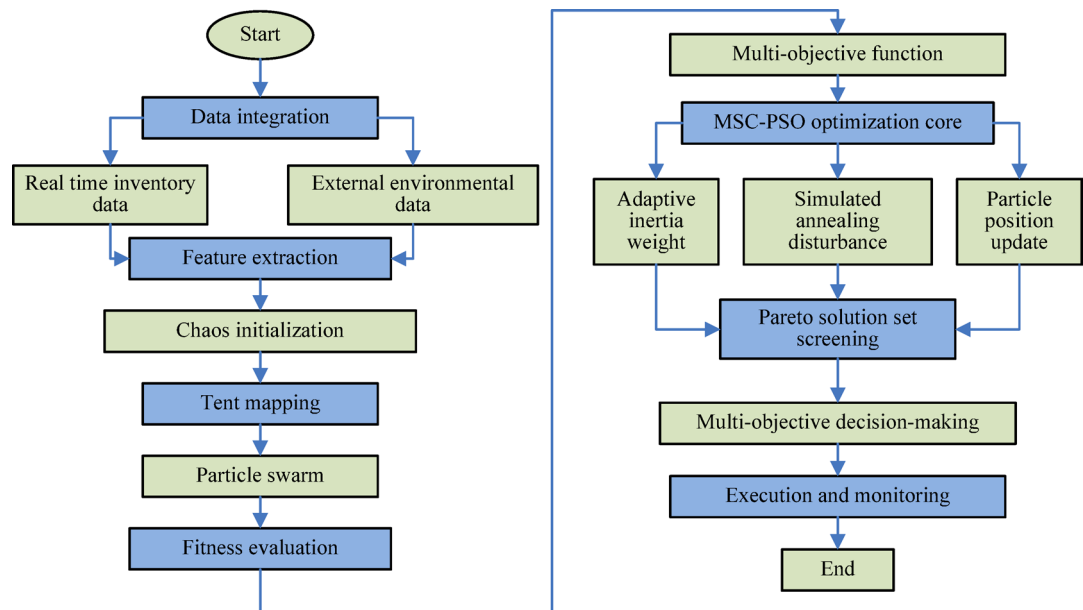 Start
Data integration
Real time inventory
data
External environmental
data
Feature extraction
Chaos initialization
Tent mapping
Particle swarm
Fitness evaluation
Multi-objective function
MSC-PSO optimization core
Adaptive
inertia
weight
Simulated
annealing
disturbance
Particle
position
update
Pareto solution set
screening
Multi-objective decision-making
Execution and monitoring
End